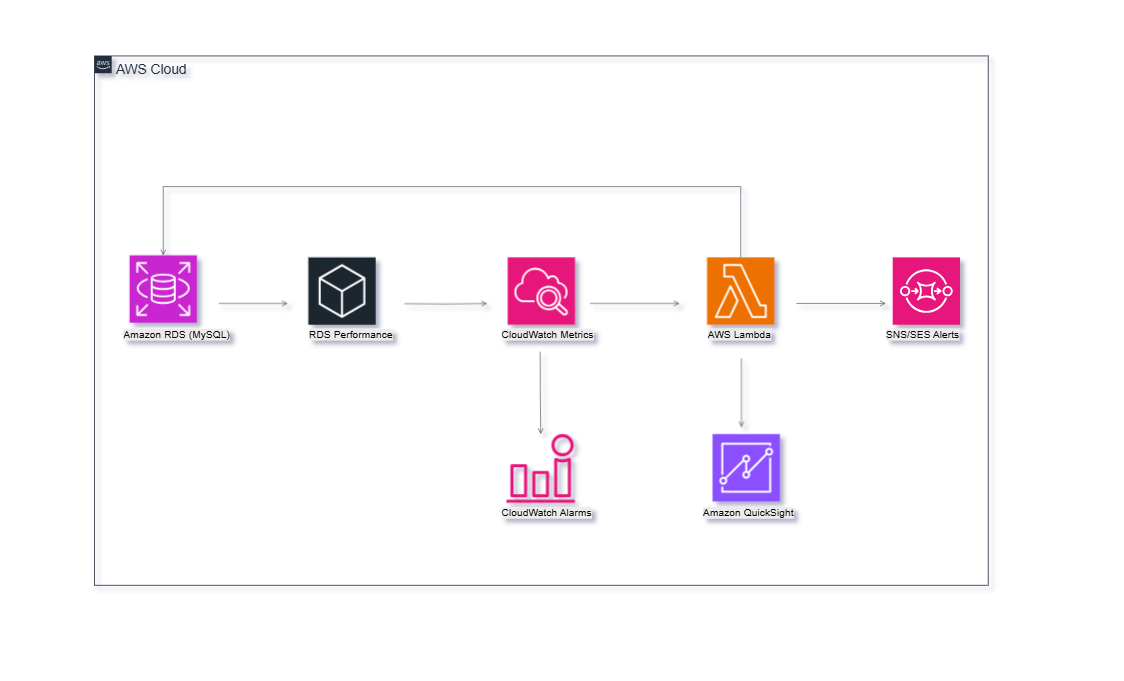 aws
AWS Cloud
Amazon RDS (MySQL)
RDS Performance
CloudWatch Metrics
AWS Lambda
SNS/SES Alerts
CloudWatch Alarms
Amazon QuickSight